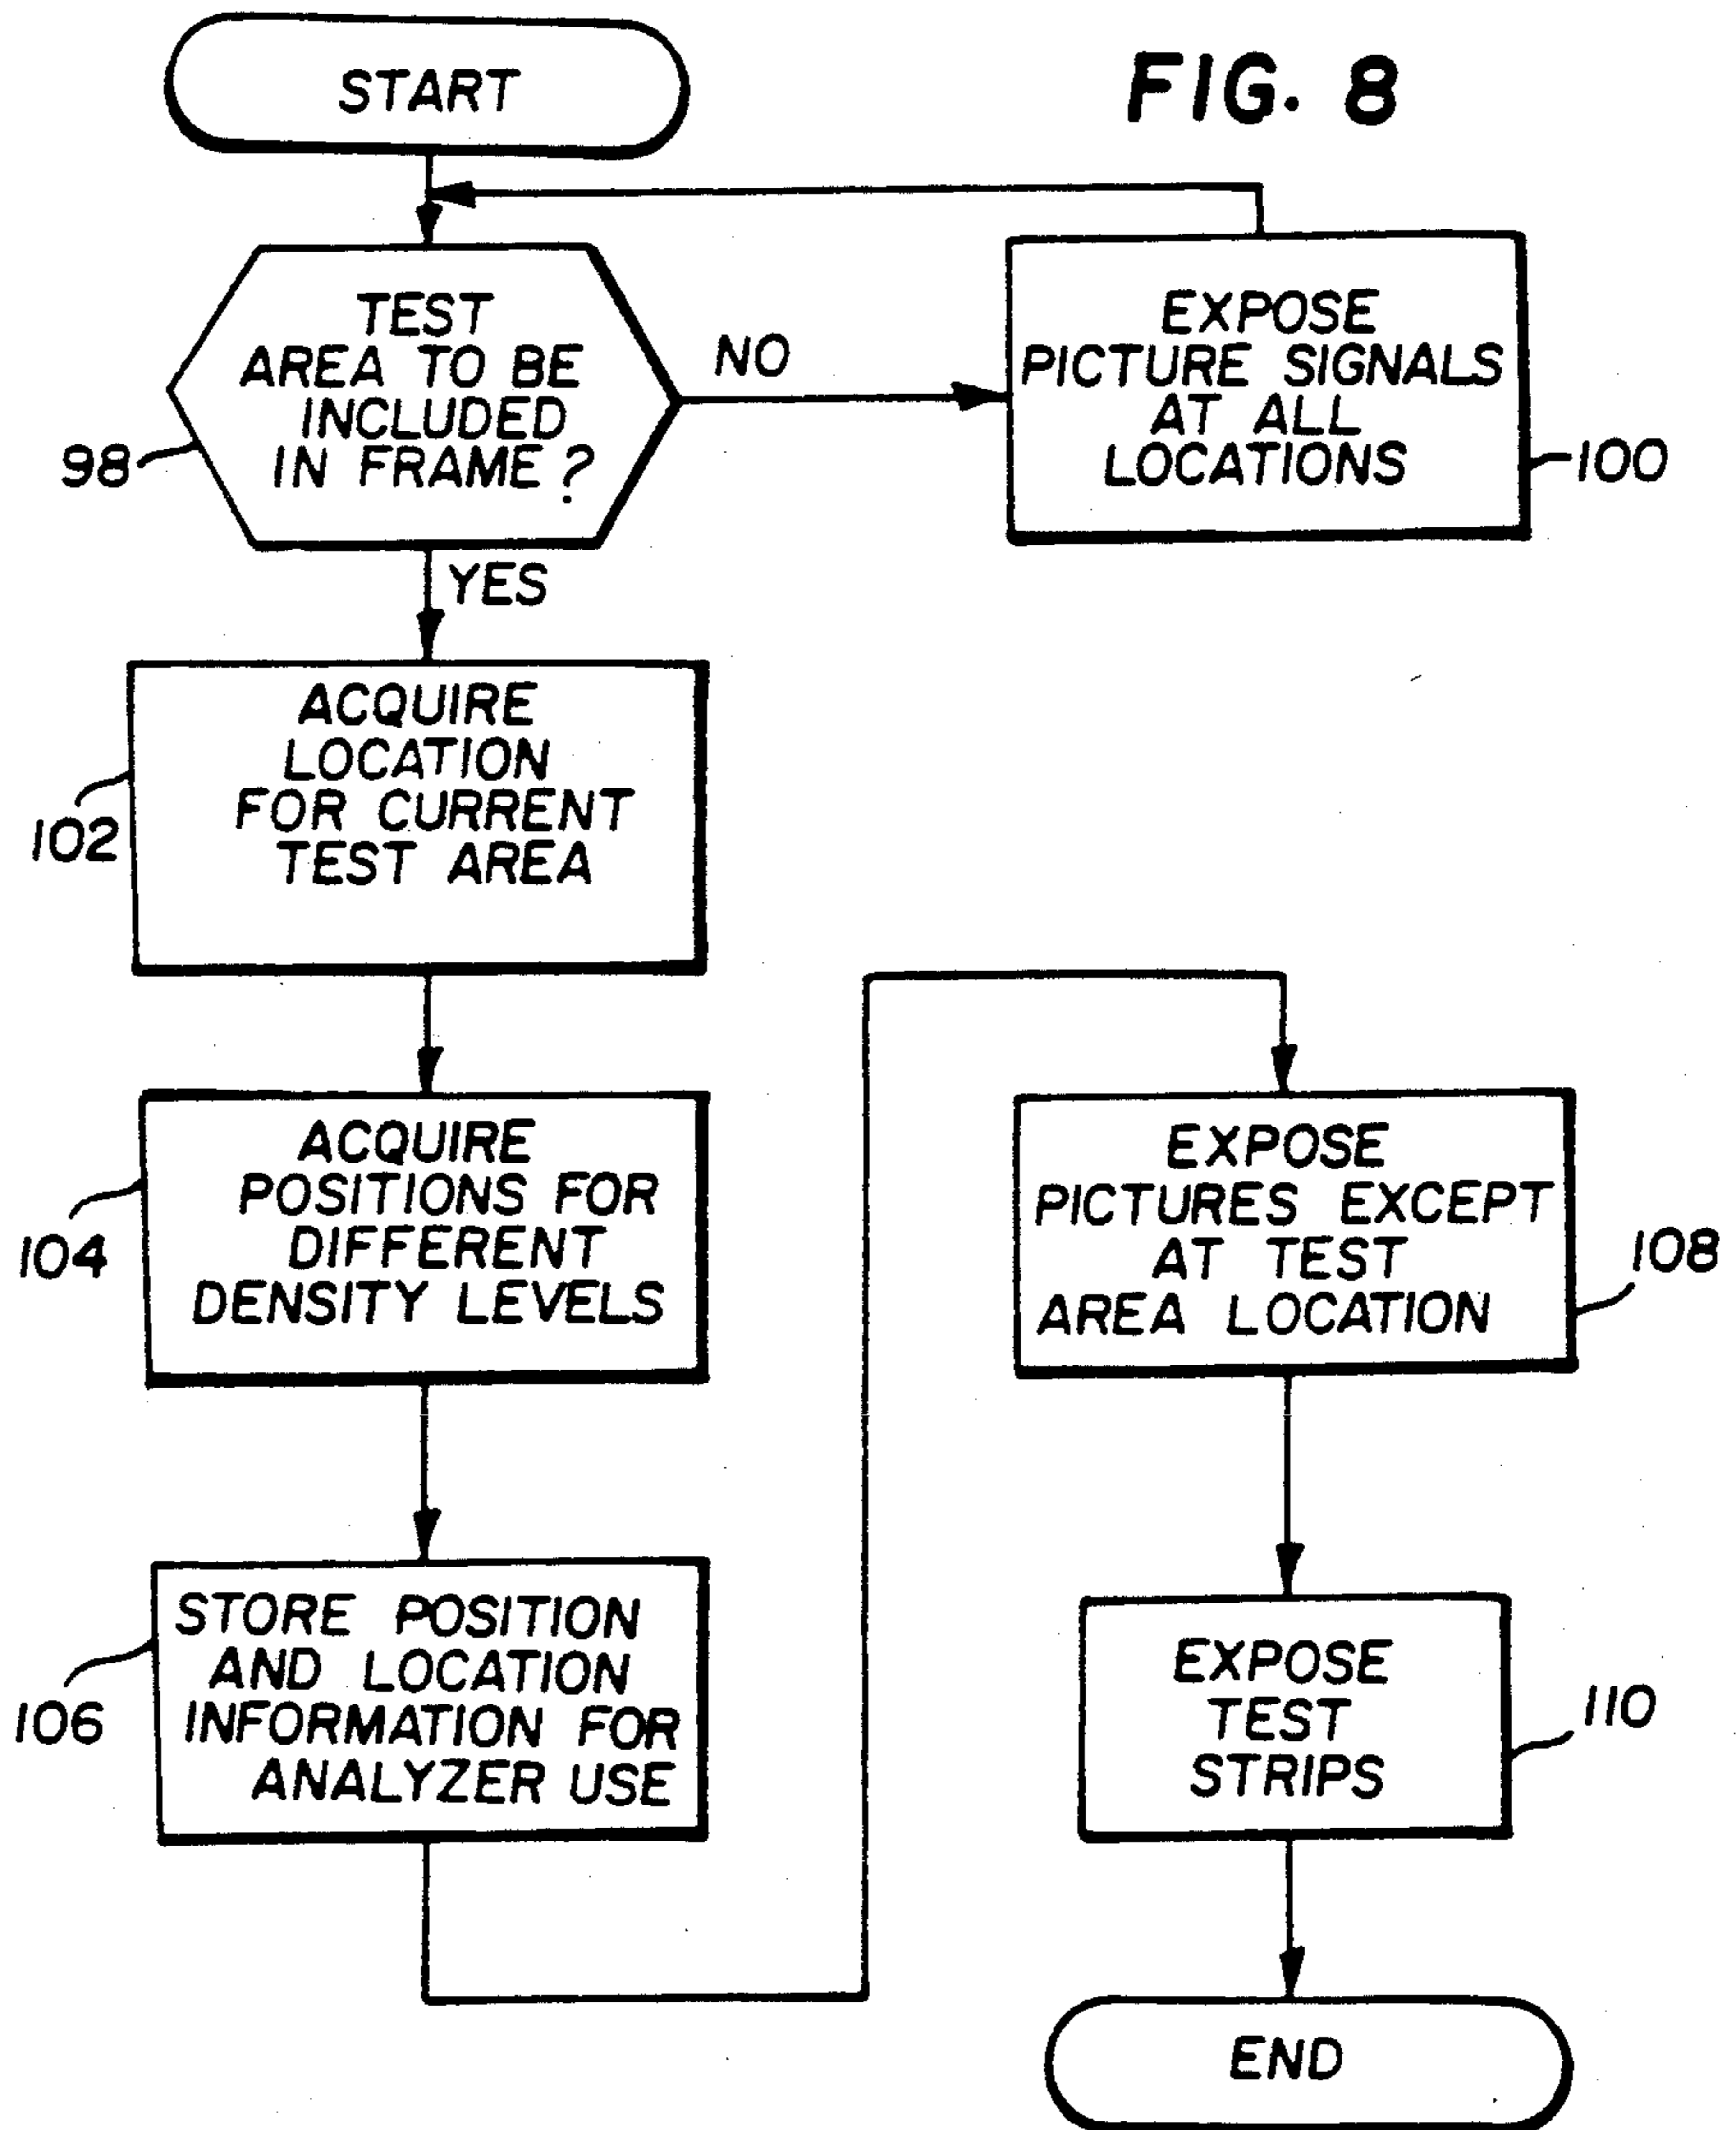 START
FIG. 8
TEST
AREA TO BE
INCLUDED
IN FRAME?
98
NO
EXPOSE
PICTURE SIGNALS
AT ALL
LOCATIONS
100
YES
ACQUIRE
LOCATION
FOR CURRENT
TEST AREA
102
ACQUIRE
POSITIONS FOR
DIFFERENT
DENSITY LEVELS
104
STORE POSITION
AND LOCATION
INFORMATION FOR
ANALYZER USE
106
EXPOSE
PICTURES EXCEPT
AT TEST
AREA LOCATION
108
EXPOSE
TEST
STRIPS
110
END